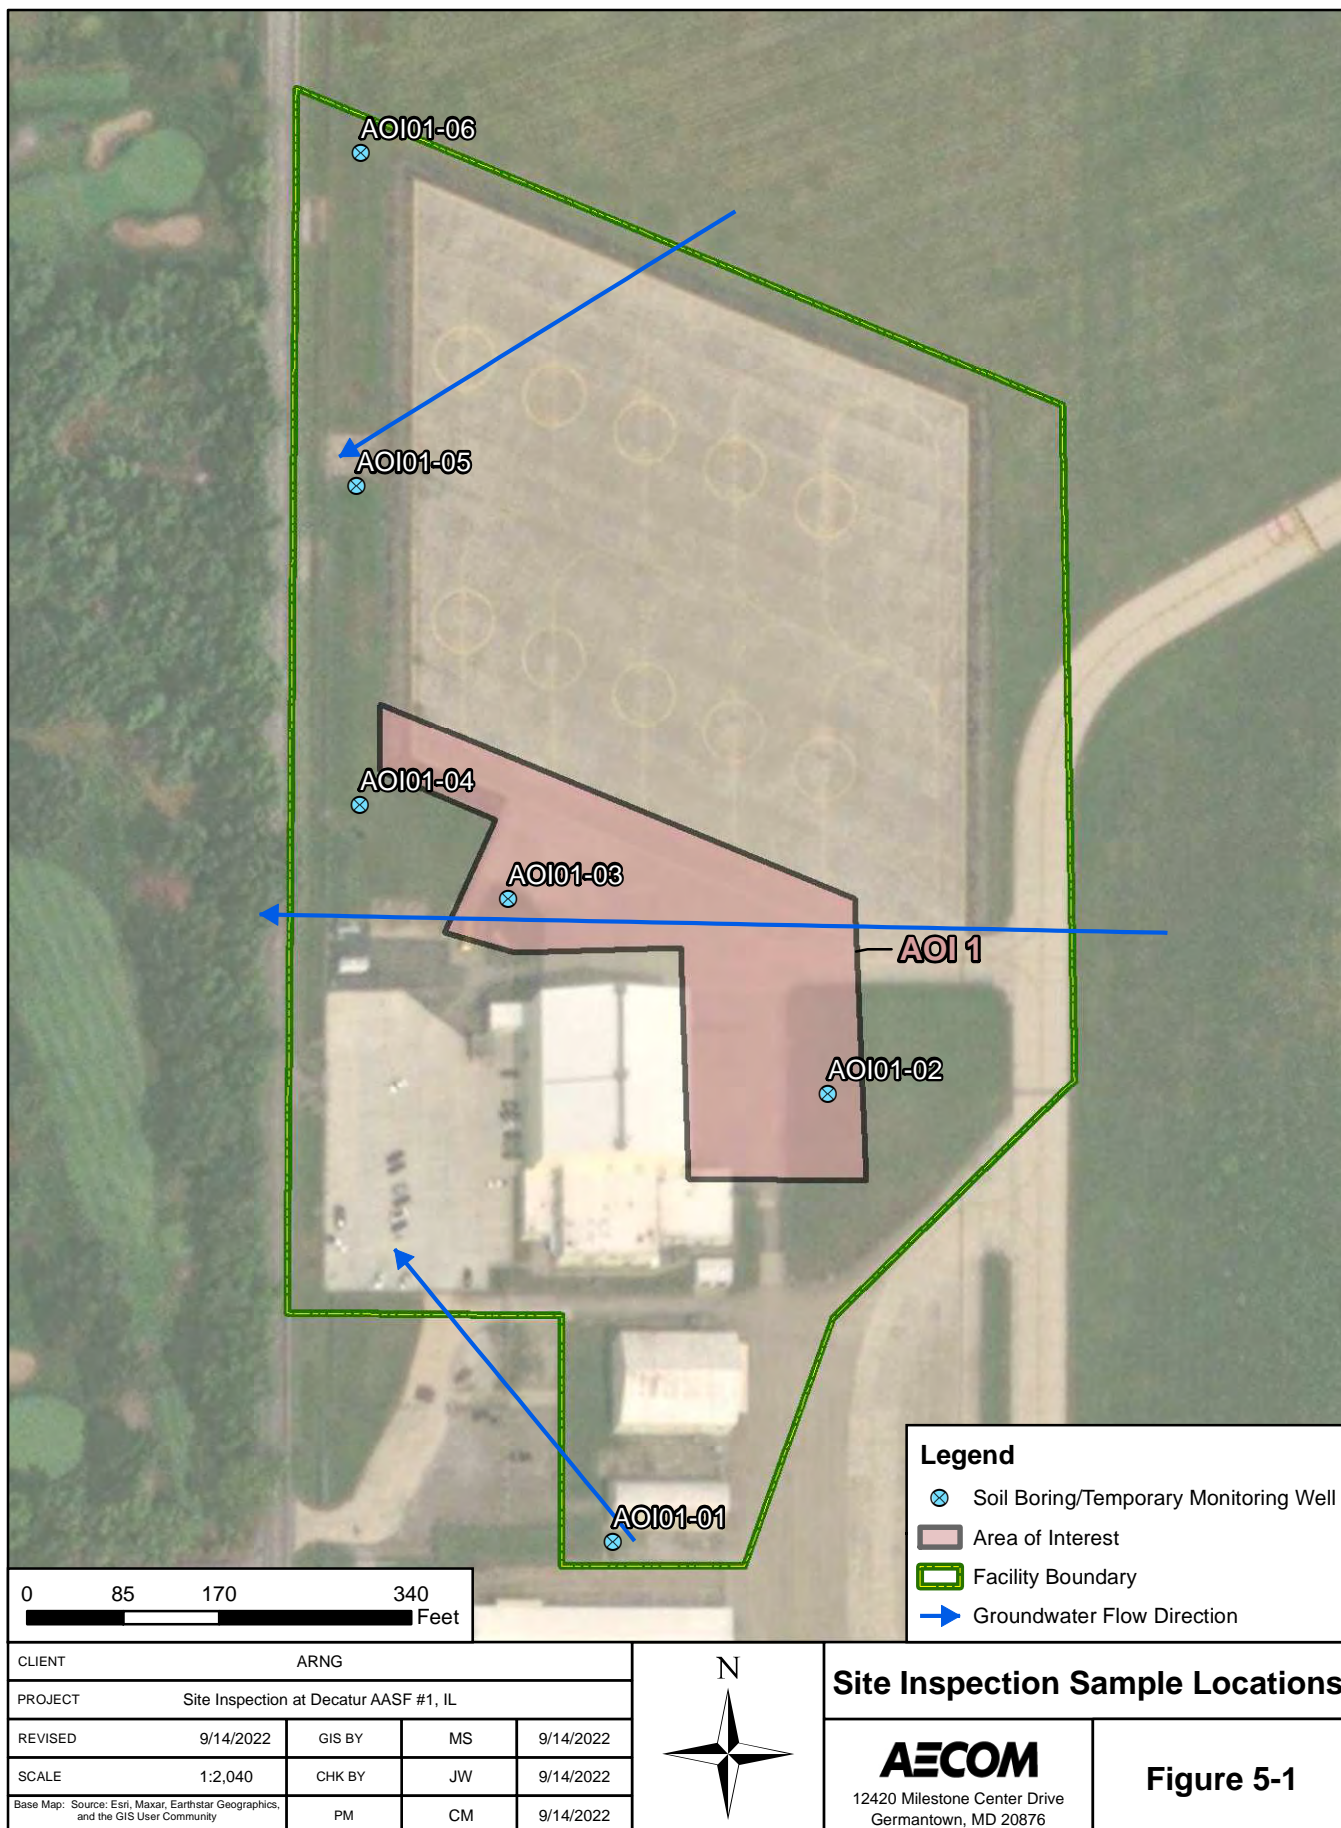 AOI01-06
AOI01-05
AOI01-04
AOI01-03
AOI 1
AOI01-02
AOI01-01
Legend
Soil Boring/Temporary Monitoring Well
Area of Interest
Facility Boundary
Groundwater Flow Direction
0 85 170 340
Feet
CLIENT ARNG
PROJECT Site Inspection at Decatur AASF #1, IL
REVISED 9/14/2022 GIS BY MS 9/14/2022
SCALE 1:2,040 CHK BY JW 9/14/2022
Base Map: Source: Esri, Maxar, Earthstar Geographics,
and the GIS User Community
PM CM 9/14/2022
N
Site Inspection Sample Locations
AECOM
12420 Milestone Center Drive
Germantown, MD 20876
Figure 5-1